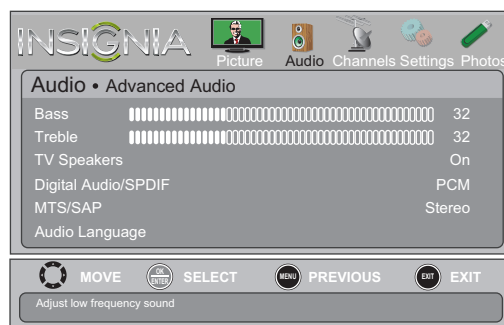 INSIGNIA
Picture Audio Channels Settings Photos
Audio • Advanced Audio
Bass 32
Treble 32
TV Speakers On
Digital Audio/SPDIF PCM
MTS/SAP Stereo
Audio Language
MOVE OK ENTER SELECT MENU PREVIOUS EXIT EXIT
Adjust low frequency sound